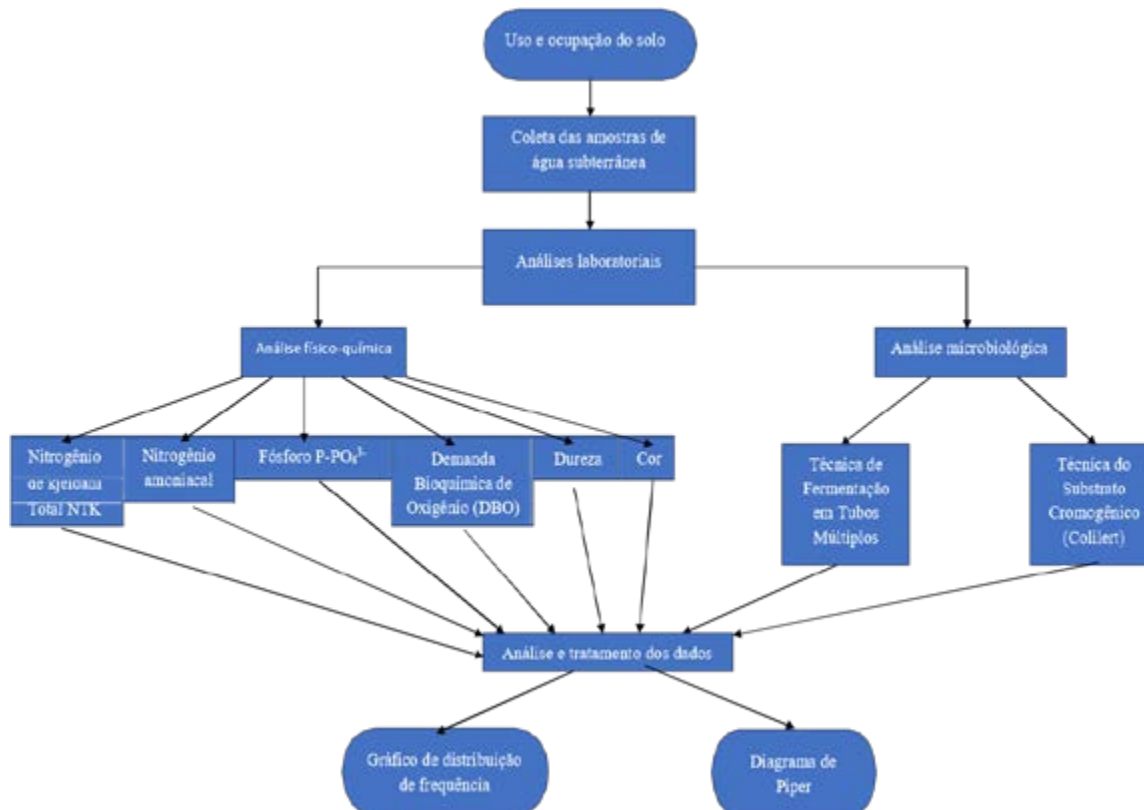 Uso e ocupação do solo
Coleta das amostras de
água subterrânea
Análises laboratoriais
Análise físico-química
Análise microbiológica
Nitrogênio
de
Total NTK
Nitrogênio
amoniacal
Fósforo P-PO₄³⁻
Demanda
Bioquímica de
Oxigênio (DBO)
Dureza
Cor
Técnica de
Fermentação
em Tubos
Múltiplos
Técnica do
Substrato
Cromogênico
(Colilert)
Análise e tratamento dos dados
Gráfico de distribuição
de frequência
Diagrama de
Piper